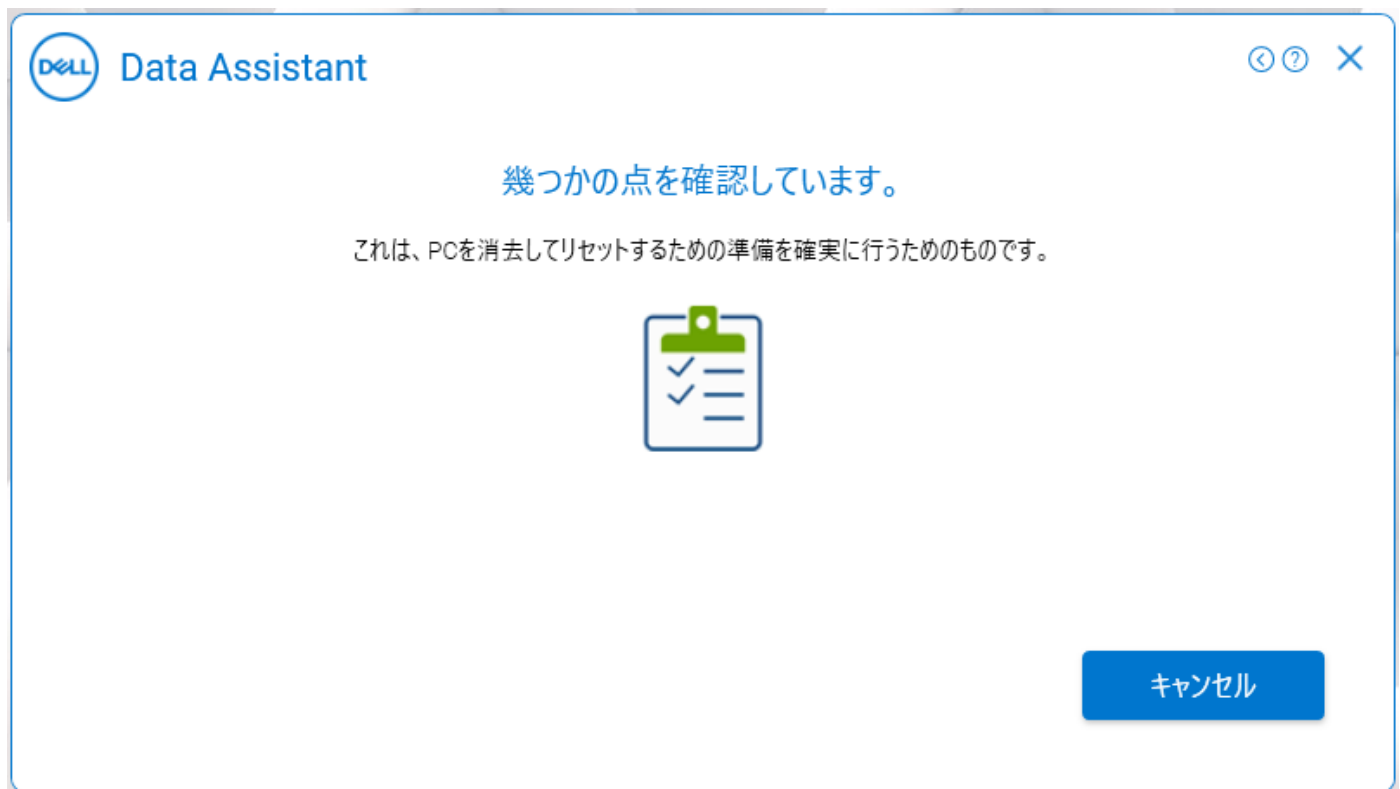 DELL
Data Assistant
幾つかの点を確認しています。
これは、PCを消去してリセットするための準備を確実に行うためのものです。
キャンセル